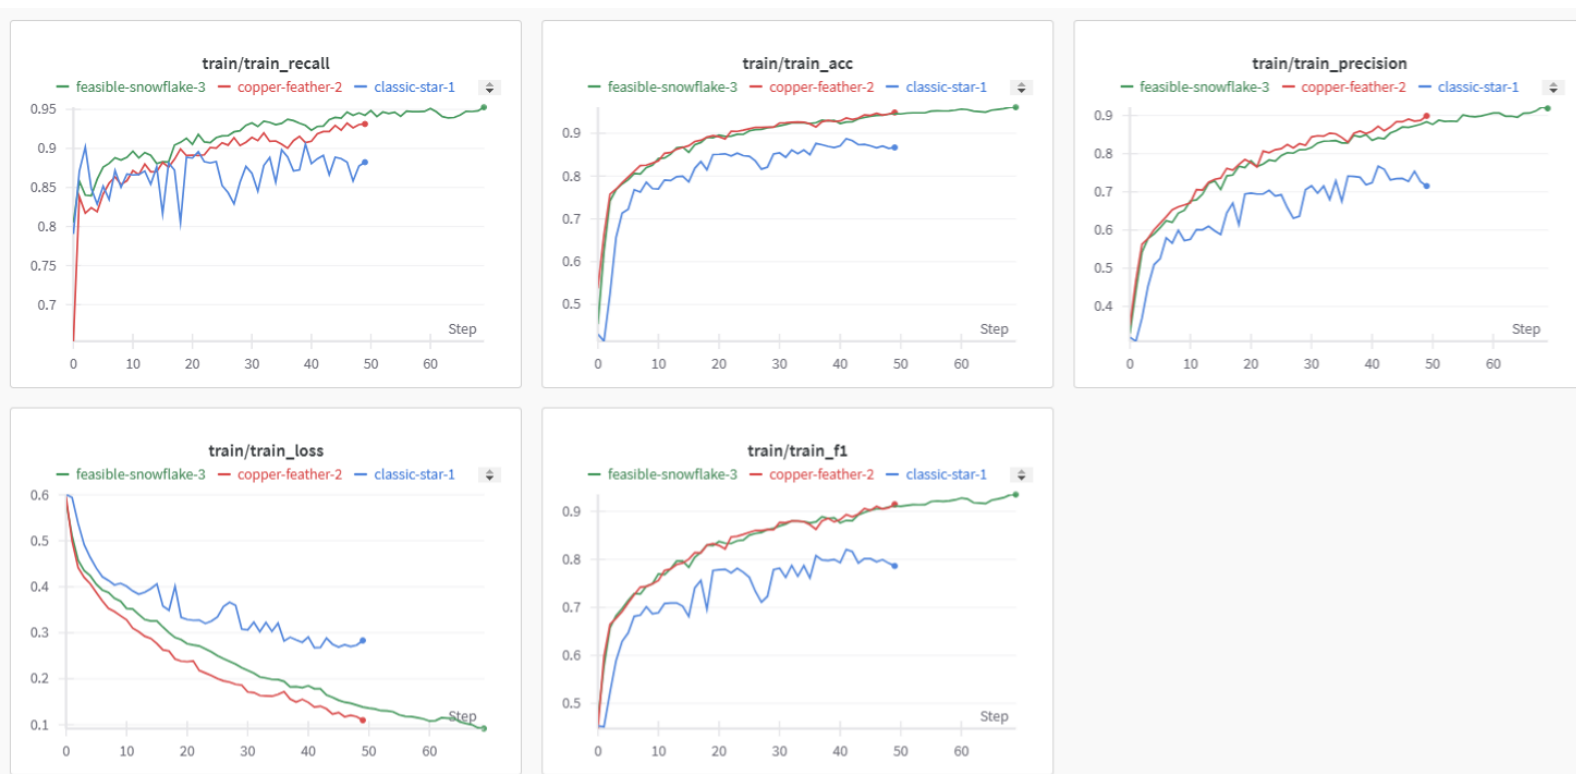 train/train_recall
feasible-snowflake-3 copper-feather-2 classic-star-1
0.95
0.9
0.85
0.8
0.75
0.7
Step
0 10 20 30 40 50 60
train/train_acc
feasible-snowflake-3 copper-feather-2 classic-star-1
0.9
0.8
0.7
0.6
0.5
Step
0 10 20 30 40 50 60
train/train_precision
feasible-snowflake-3 copper-feather-2 classic-star-1
0.9
0.8
0.7
0.6
0.5
0.4
Step
0 10 20 30 40 50 60
train/train_loss
feasible-snowflake-3 copper-feather-2 classic-star-1
0.6
0.5
0.4
0.3
0.2
0.1
Step
0 10 20 30 40 50 60
train/train_f1
feasible-snowflake-3 copper-feather-2 classic-star-1
0.9
0.8
0.7
0.6
0.5
Step
0 10 20 30 40 50 60